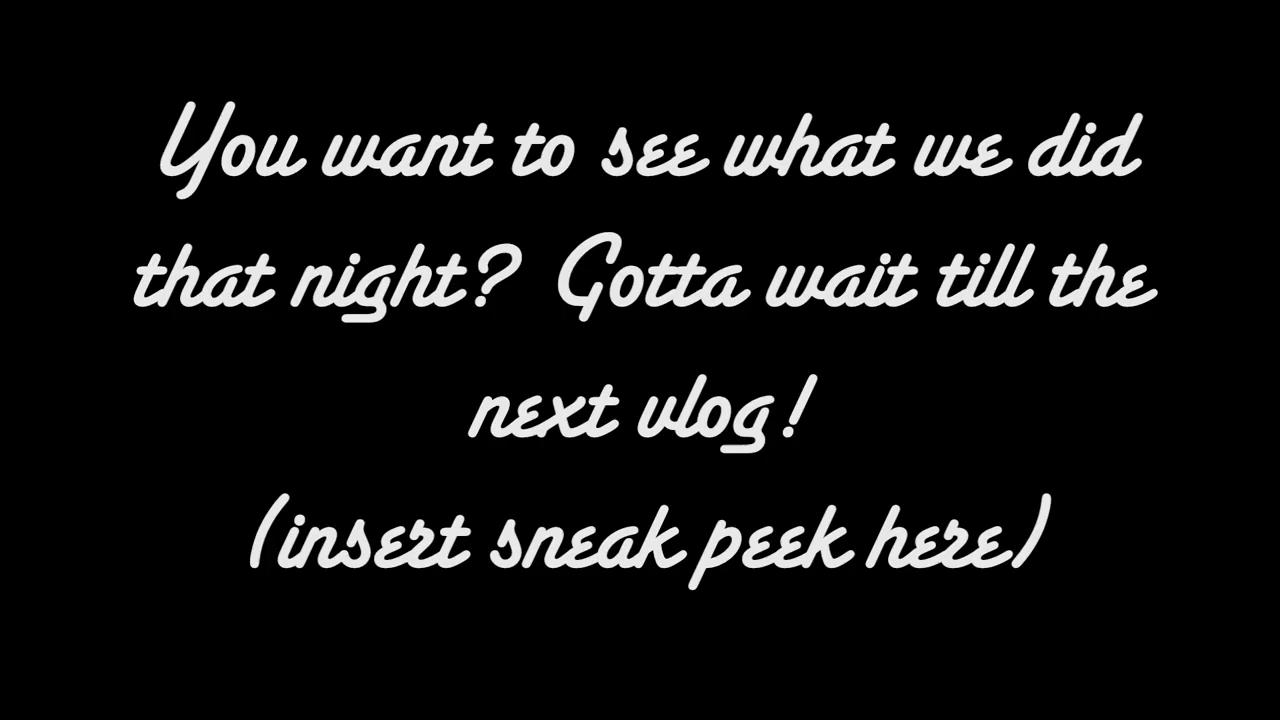 You want to see what we did
that night? Gotta wait till the
next vlog!
(insert sneak peek here)